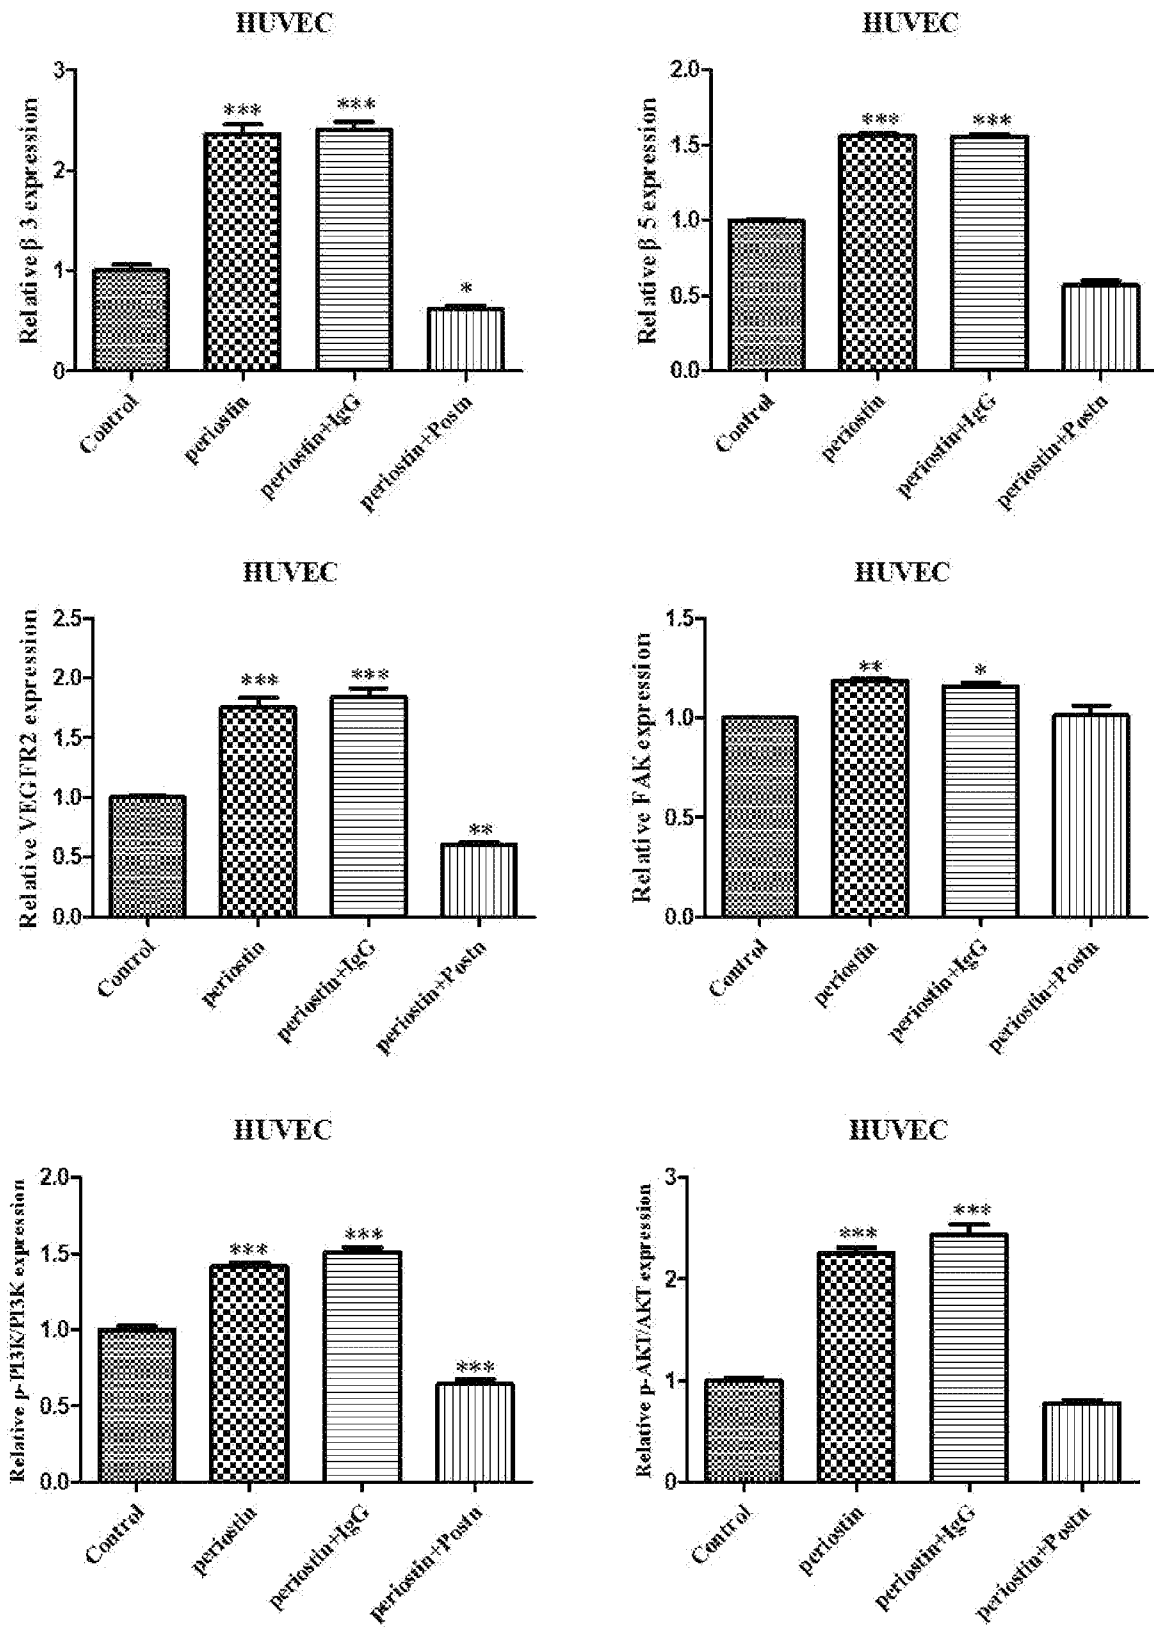 HUVEC
Relative β 3 expression
3
2
1
0
***
***
*
Control
periostin
periostin+IgG
periostin+Postn
HUVEC
Relative β 5 expression
2.0
1.5
1.0
0.5
0.0
***
***
Control
periostin
periostin+IgG
periostin+Postn
HUVEC
Relative VEGFR2 expression
2.5
2.0
1.5
1.0
0.5
0.0
***
***
**
Control
periostin
periostin+IgG
periostin+Postn
HUVEC
Relative FAK expression
1.5
1.0
0.5
0.0
**
*
Control
periostin
periostin+IgG
periostin+Postn
HUVEC
Relative p-PI3K/PI3K expression
2.0
1.5
1.0
0.5
0.0
***
***
***
Control
periostin
periostin+IgG
periostin+Postn
HUVEC
Relative p-AKT/AKT expression
3
2
1
0
***
***
Control
periostin
periostin+IgG
periostin+Postn